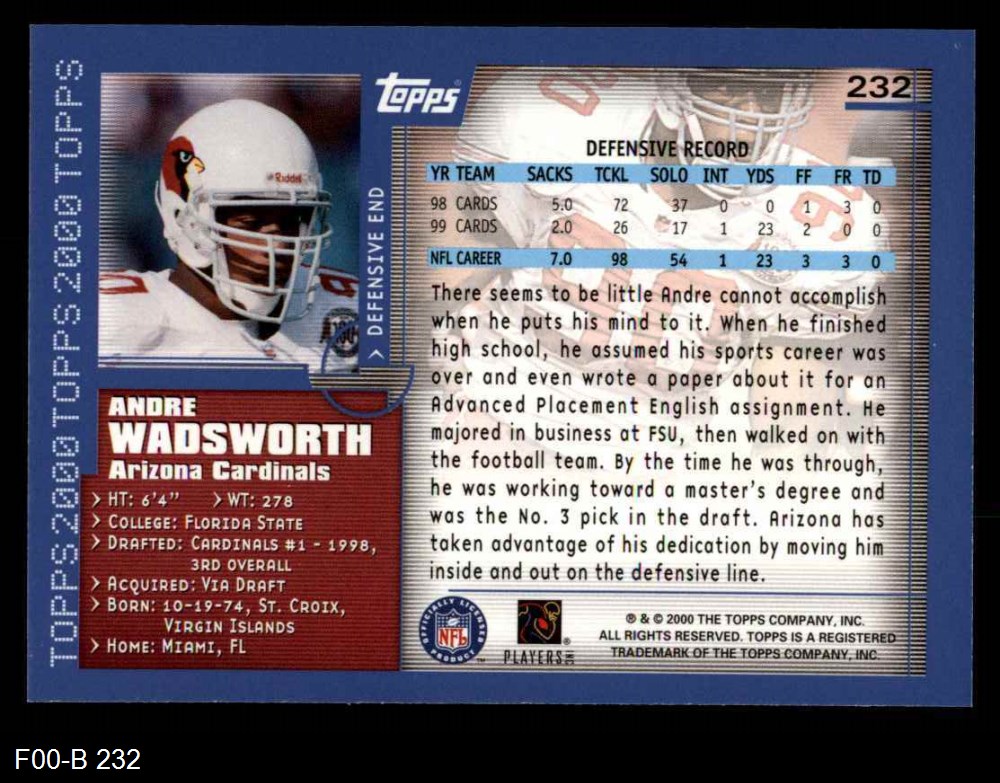 TOPPS 2000 TOPPS 2000 TOPPS 2000 TOPPS
Topps
232
Riddell
> DEFENSIVE END
ANDRE
WADSWORTH
Arizona Cardinals
> HT: 6'4" > WT: 278
> COLLEGE: FLORIDA STATE
> DRAFTED: CARDINALS #1 - 1998,
3RD OVERALL
> ACQUIRED: VIA DRAFT
> BORN: 10-19-74, ST. CROIX,
VIRGIN ISLANDS
> HOME: MIAMI, FL
DEFENSIVE RECORD
YR TEAM SACKS TCKL SOLO INT YDS FF FR TD
98 CARDS 5.0 72 37 0 0 1 3 0
99 CARDS 2.0 26 17 1 23 2 0 0
NFL CAREER 7.0 98 54 1 23 3 3 0
There seems to be little Andre cannot accomplish
when he puts his mind to it. When he finished
high school, he assumed his sports career was
over and even wrote a paper about it for an
Advanced Placement English assignment. He
majored in business at FSU, then walked on with
the football team. By the time he was through,
he was working toward a master's degree and
was the No. 3 pick in the draft. Arizona has
taken advantage of his dedication by moving him
inside and out on the defensive line.
OFFICIALLY LICENSED
NFL
PRODUCT
™
PLAYERS INC
®
® & © 2000 THE TOPPS COMPANY, INC.
ALL RIGHTS RESERVED. TOPPS IS A REGISTERED
TRADEMARK OF THE TOPPS COMPANY, INC.
F00-B 232